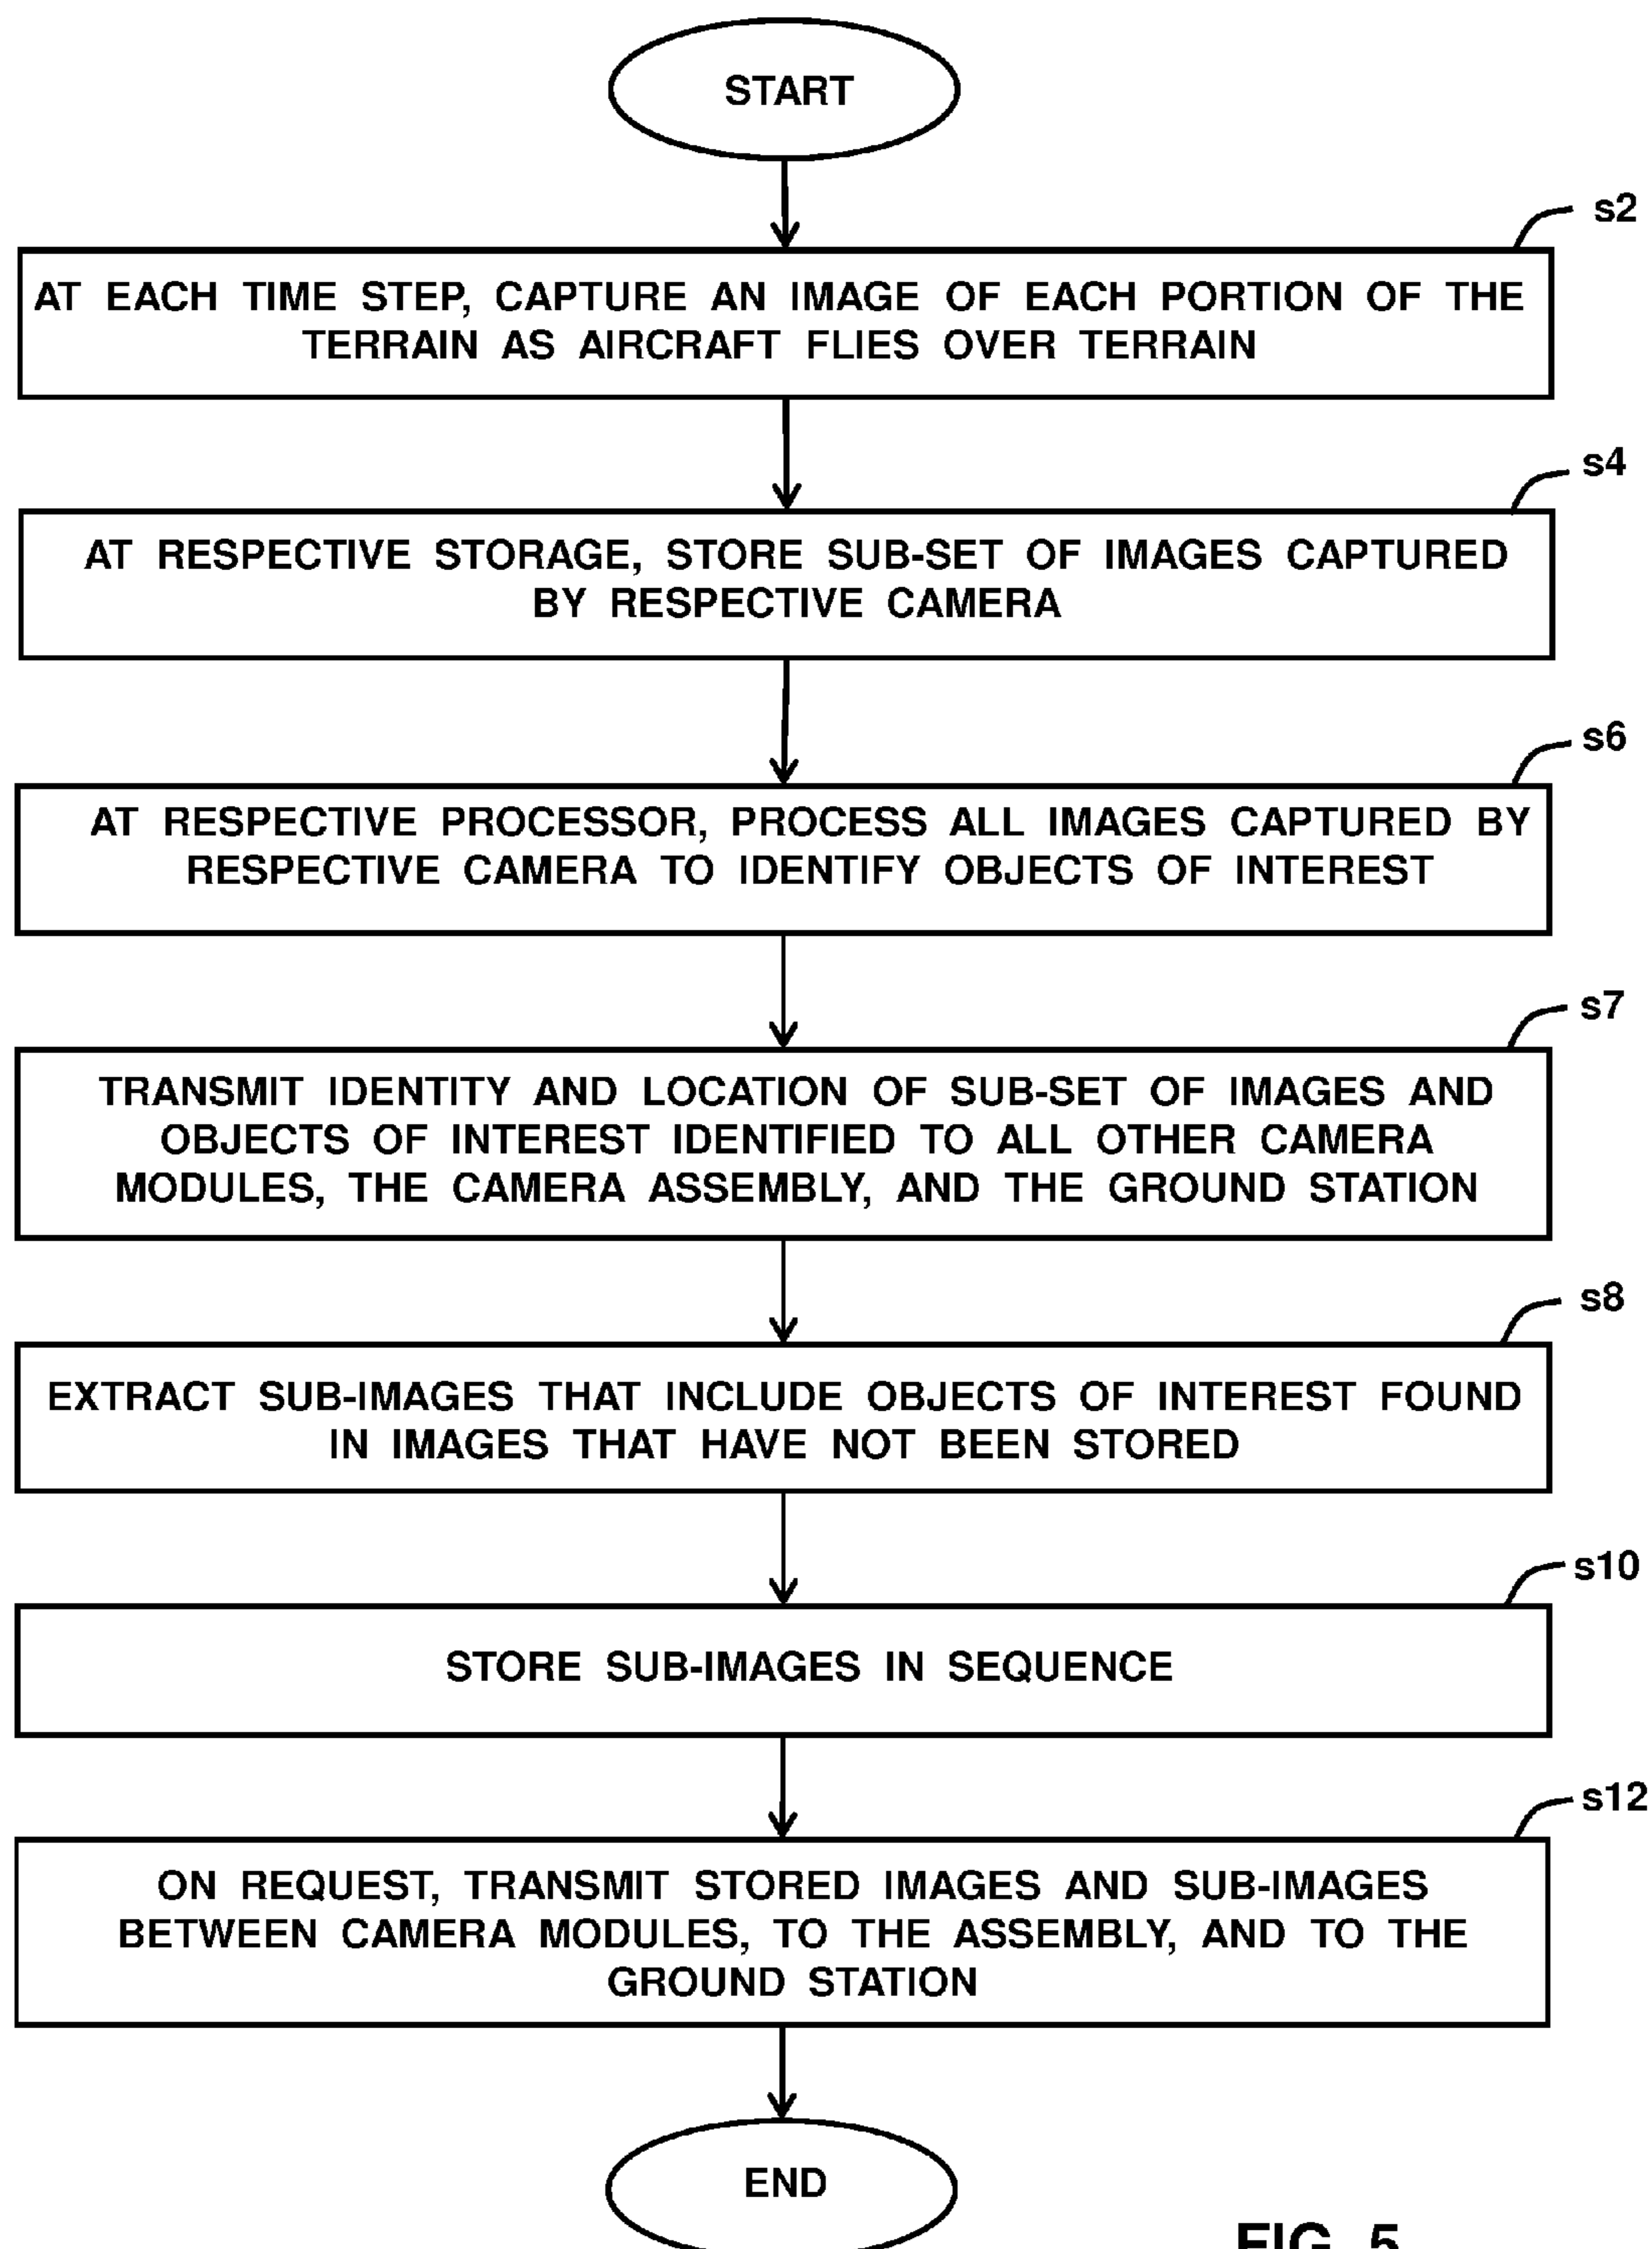 START
s2
AT EACH TIME STEP, CAPTURE AN IMAGE OF EACH PORTION OF THE
TERRAIN AS AIRCRAFT FLIES OVER TERRAIN
s4
AT RESPECTIVE STORAGE, STORE SUB-SET OF IMAGES CAPTURED
BY RESPECTIVE CAMERA
s6
AT RESPECTIVE PROCESSOR, PROCESS ALL IMAGES CAPTURED BY
RESPECTIVE CAMERA TO IDENTIFY OBJECTS OF INTEREST
s7
TRANSMIT IDENTITY AND LOCATION OF SUB-SET OF IMAGES AND
OBJECTS OF INTEREST IDENTIFIED TO ALL OTHER CAMERA
MODULES, THE CAMERA ASSEMBLY, AND THE GROUND STATION
s8
EXTRACT SUB-IMAGES THAT INCLUDE OBJECTS OF INTEREST FOUND
IN IMAGES THAT HAVE NOT BEEN STORED
s10
STORE SUB-IMAGES IN SEQUENCE
s12
ON REQUEST, TRANSMIT STORED IMAGES AND SUB-IMAGES
BETWEEN CAMERA MODULES, TO THE ASSEMBLY, AND TO THE
GROUND STATION
END
FIG. 5